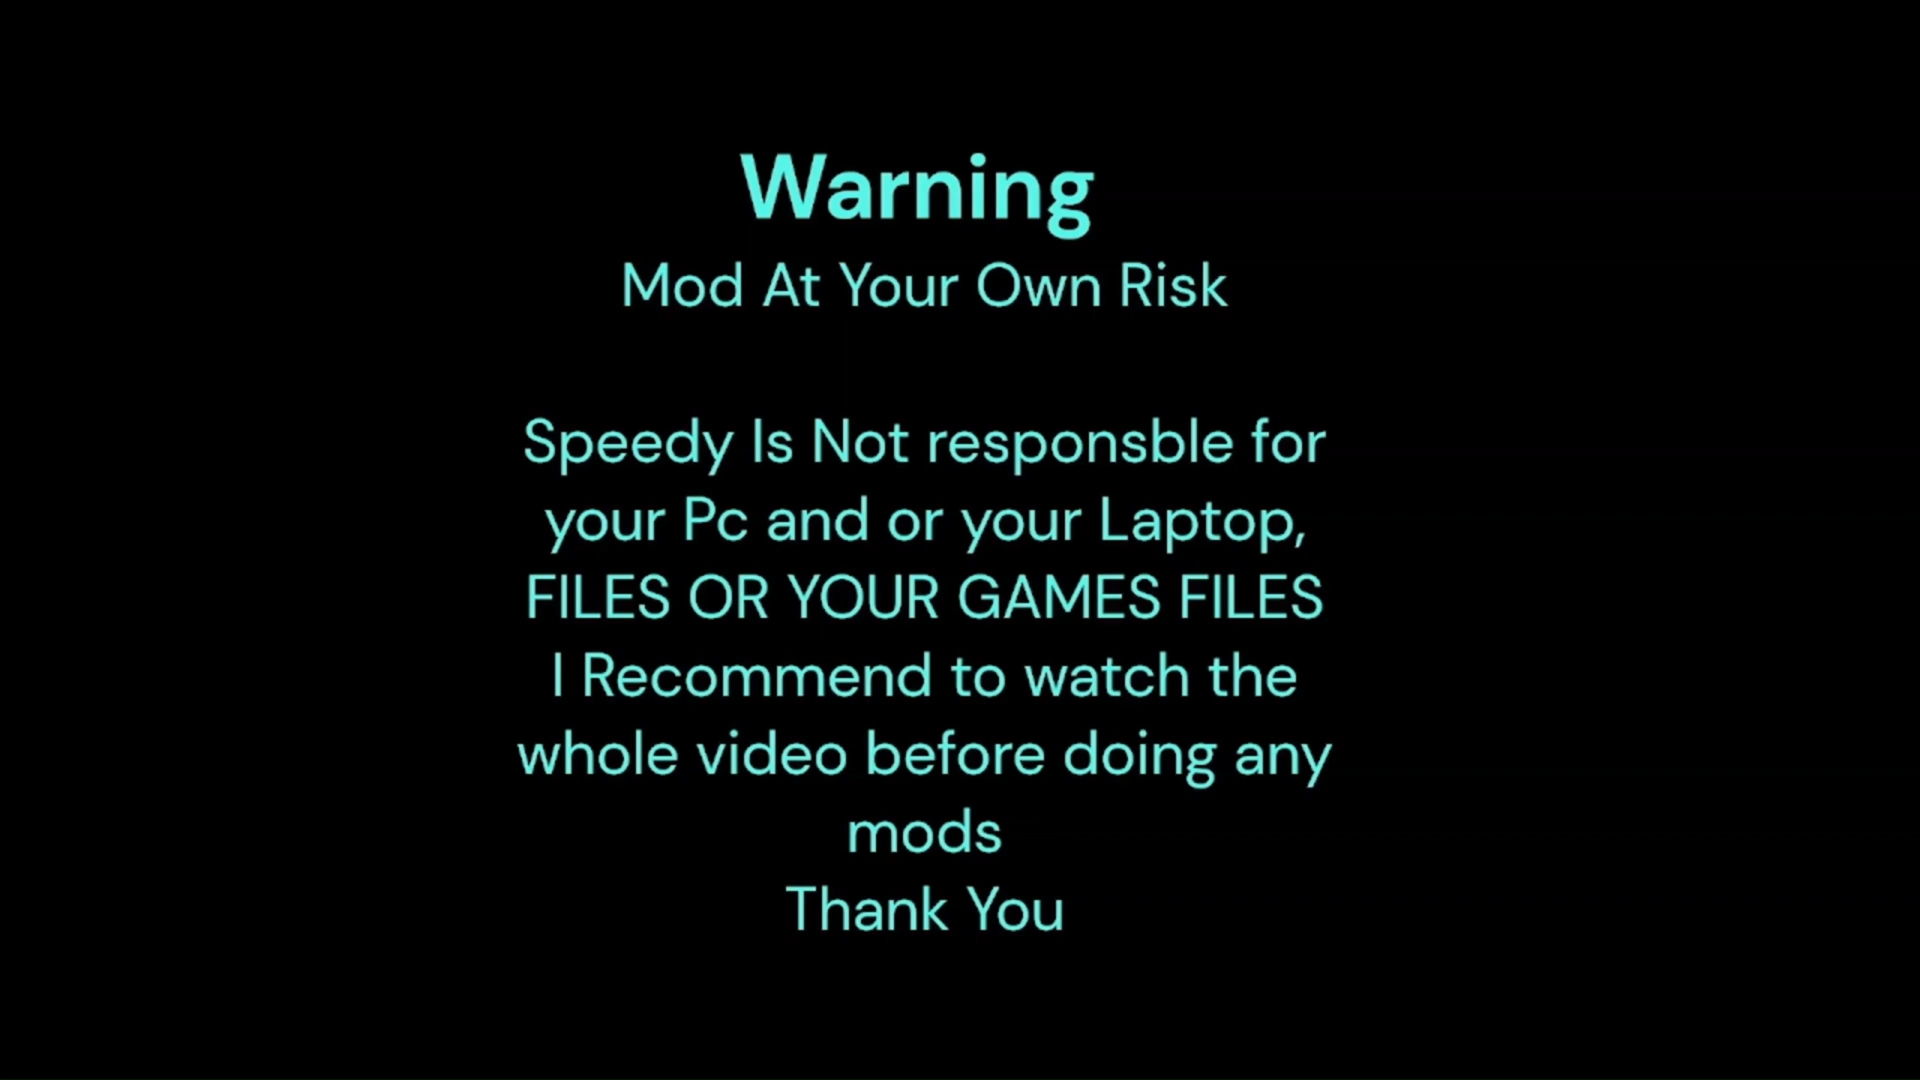 Warning
Mod At Your Own Risk
Speedy Is Not responsble for
your Pc and or your Laptop,
FILES OR YOUR GAMES FILES
I Recommend to watch the
whole video before doing any
mods
Thank You